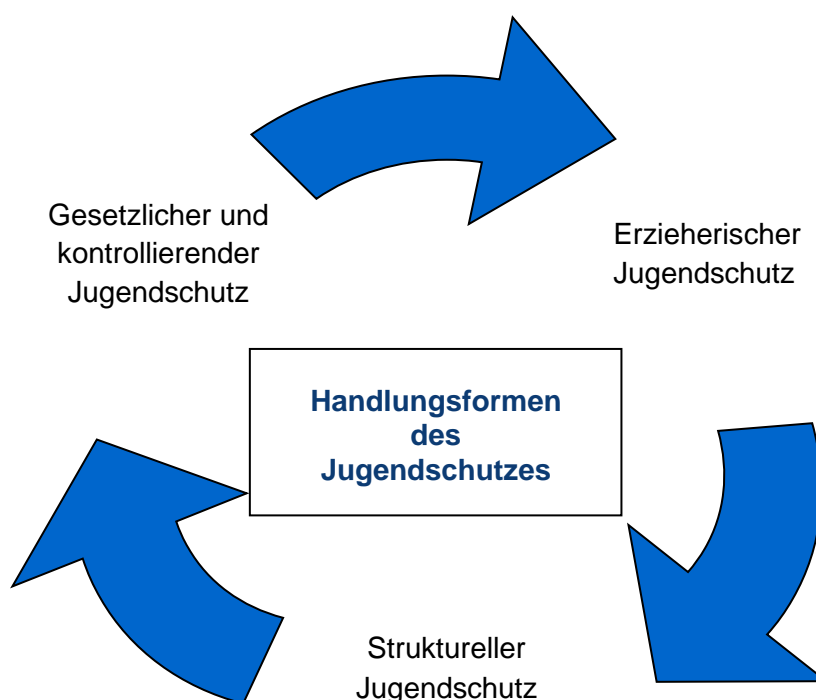 Gesetzlicher und
kontrollierender
Jugendschutz
Erzieherischer
Jugendschutz
Handlungsformen
des
Jugendschutzes
Struktureller
Jugendschutz